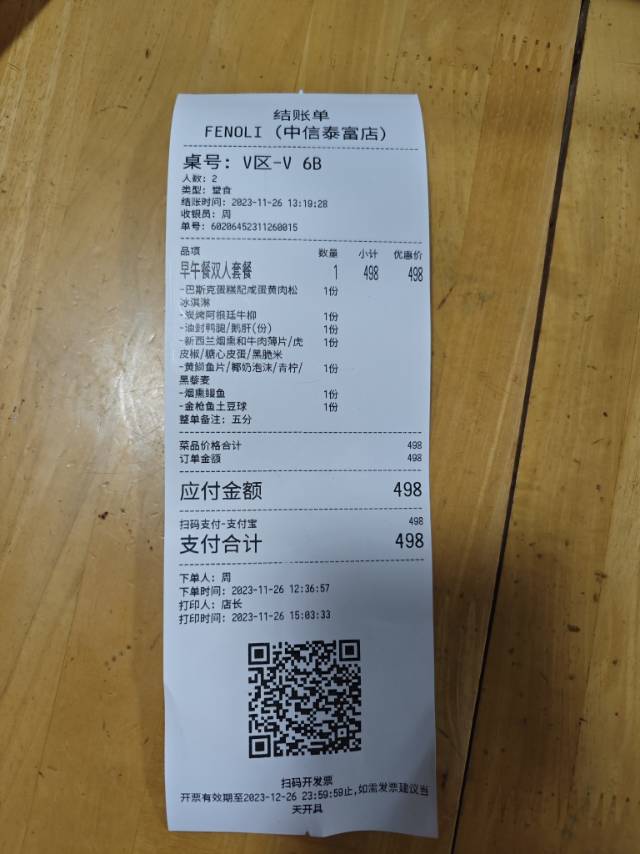 结账单
FENOLI (中信泰富店)
桌号: V区-V 6B
人数: 2
类型: 堂食
结账时间: 2023-11-26 13:19:28
收银员: 周
单号: 60206452311260015
品项 数量 小计 优惠价
早午餐双人套餐 1 498 498
-巴斯克蛋糕配咸蛋黄肉松 1份
冰淇淋
-炭烤阿根廷牛柳 1份
-油封鸭腿/鹅肝(份) 1份
-新西兰烟熏和牛肉薄片/虎 1份
皮椒/糖心皮蛋/黑脆米
-黄鰤鱼片/椰奶泡沫/青柠/ 1份
黑藜麦
-烟熏鳗鱼 1份
-金枪鱼土豆球 1份
整单备注: 五分
菜品价格合计 498
订单金额 498
应付金额 498
扫码支付-支付宝 498
支付合计 498
下单人: 周
下单时间: 2023-11-26 12:36:57
打印人: 店长
打印时间: 2023-11-26 15:03:33
扫码开发票
开票有效期至2023-12-26 23:59:59止,如需发票建议当
天开具